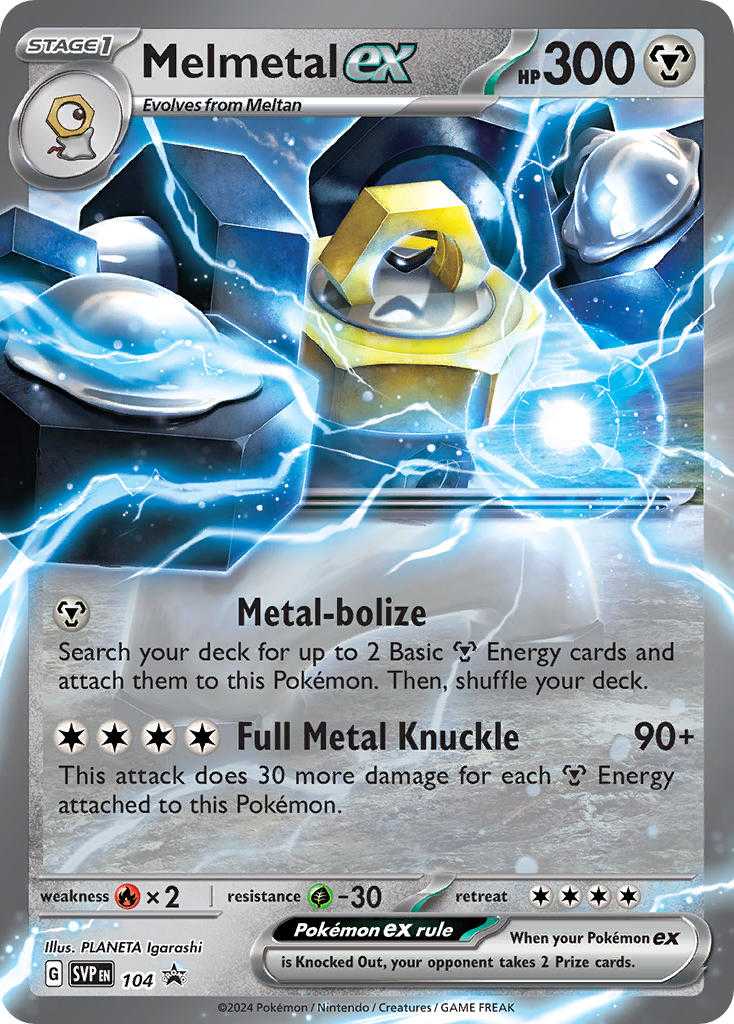 STAGE 1
Melmetal ex
HP 300
Evolves from Meltan
Metal-bolize
Search your deck for up to 2 Basic Energy cards and
attach them to this Pokémon. Then, shuffle your deck.
Full Metal Knuckle 90+
This attack does 30 more damage for each Energy
attached to this Pokémon.
weakness ×2 resistance -30 retreat
Illus. PLANETA Igarashi
Pokémon ex rule
When your Pokémon ex
is Knocked Out, your opponent takes 2 Prize cards.
G SVP EN 104
PROMO
©2024 Pokémon / Nintendo / Creatures / GAME FREAK